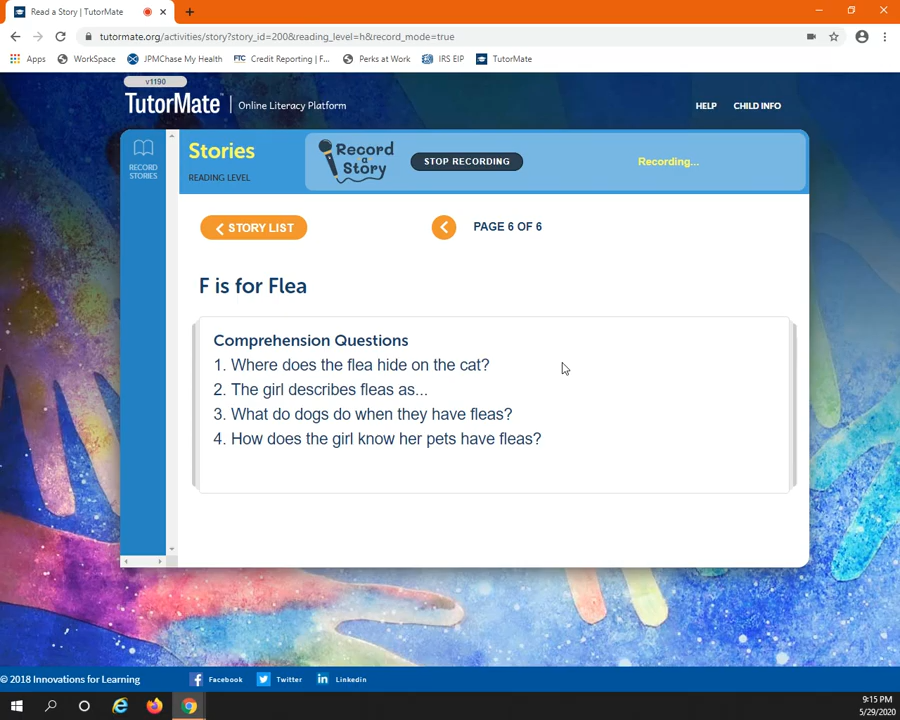 Read a Story | TutorMate
tutormate.org/activities/story?story_id=200&reading_level=h&record_mode=true
Apps WorkSpace JPMChase My Health FTC Credit Reporting | F... Perks at Work IRS EIP TutorMate
v1190
TutorMate | Online Literacy Platform HELP CHILD INFO
RECORD
STORIES
Stories
READING LEVEL
Record
a
Story
STOP RECORDING
Recording...
STORY LIST
PAGE 6 OF 6
F is for Flea
Comprehension Questions
1. Where does the flea hide on the cat?
2. The girl describes fleas as...
3. What do dogs do when they have fleas?
4. How does the girl know her pets have fleas?
© 2018 Innovations for Learning Facebook Twitter Linkedin
9:15 PM
5/29/2020